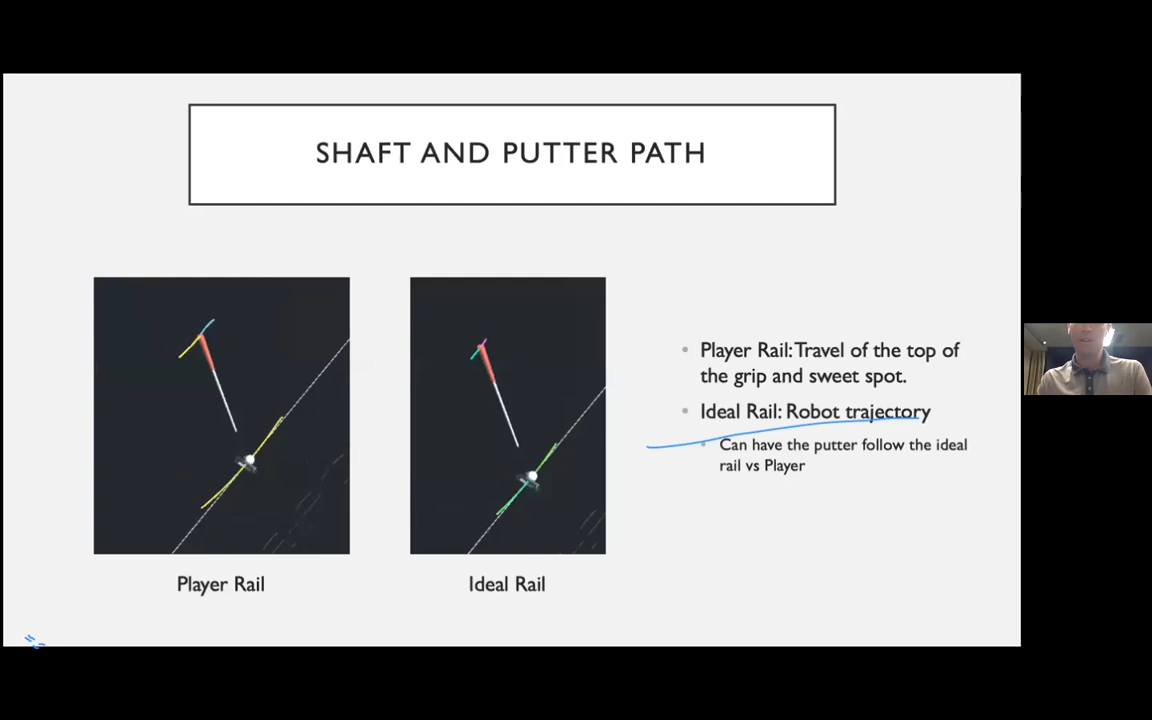 SHAFT AND PUTTER PATH
Player Rail: Travel of the top of
the grip and sweet spot.
Ideal Rail: Robot trajectory
Can have the putter follow the ideal
rail vs Player
Player Rail
Ideal Rail